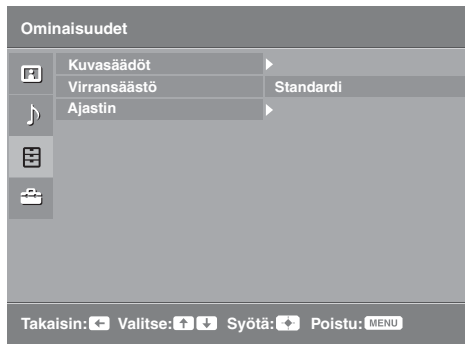 Ominaisuudet
Kuvasäädöt
Virransäästö Standardi
Ajastin
Takaisin: Valitse: Syötä: Poistu: MENU